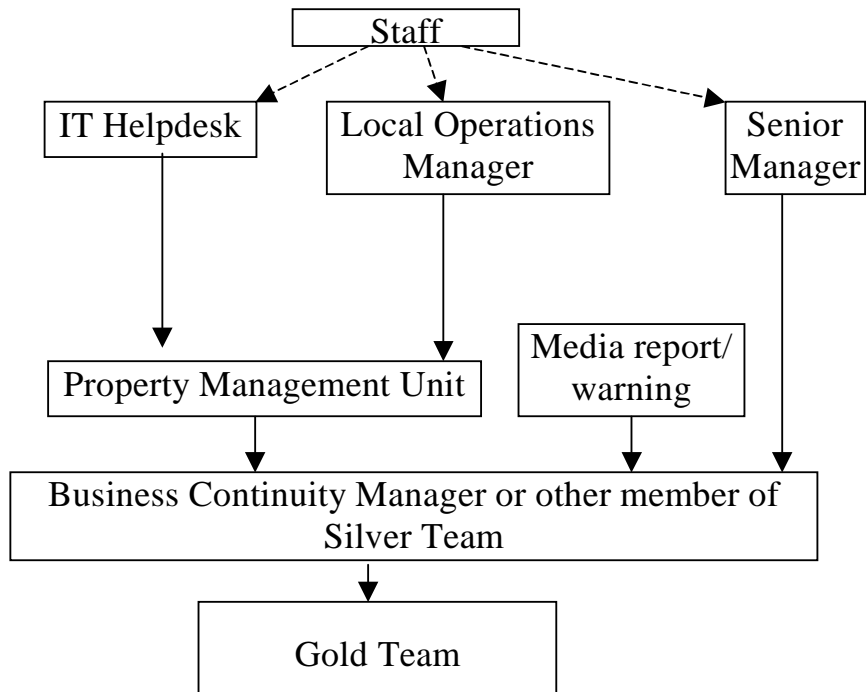 Staff
IT Helpdesk
Local Operations
Manager
Senior
Manager
Media report/
warning
Property Management Unit
Business Continuity Manager or other member of
Silver Team
Gold Team